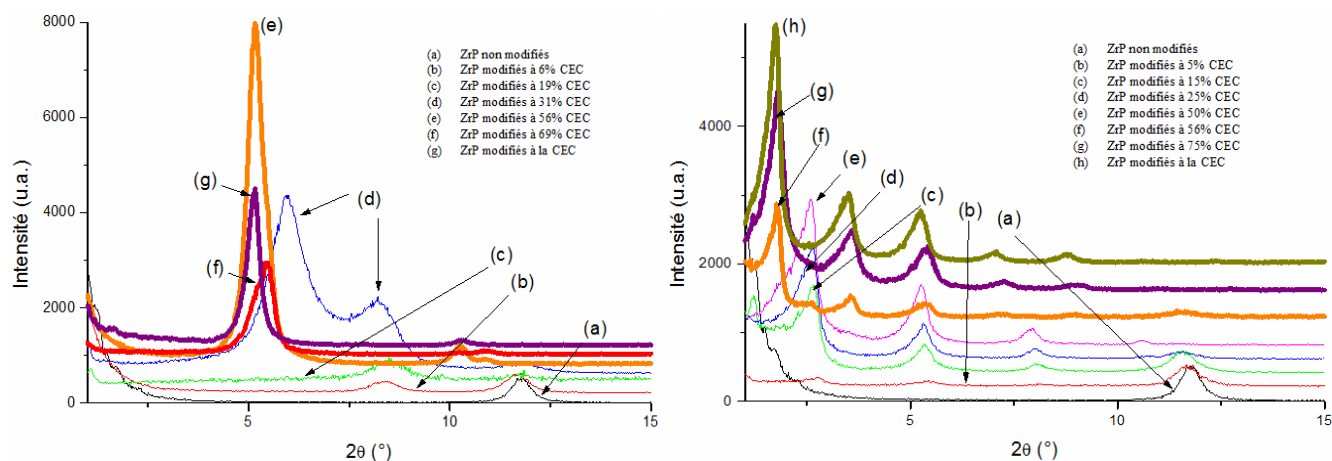 8000
6000
4000
2000
0
Intensité (u.a.)
5
10
15
2θ (°)
(e)
(g)
(f)
(d)
(c)
(b)
(a)
(a) ZrP non modifiés
(b) ZrP modifiés à 6% CEC
(c) ZrP modifiés à 19% CEC
(d) ZrP modifiés à 31% CEC
(e) ZrP modifiés à 56% CEC
(f) ZrP modifiés à 69% CEC
(g) ZrP modifiés à la CEC
4000
2000
0
Intensité (u.a.)
5
10
15
2θ (°)
(h)
(g)
(f)
(e)
(d)
(c)
(b)
(a)
(a) ZrP non modifiés
(b) ZrP modifiés à 5% CEC
(c) ZrP modifiés à 15% CEC
(d) ZrP modifiés à 25% CEC
(e) ZrP modifiés à 50% CEC
(f) ZrP modifiés à 56% CEC
(g) ZrP modifiés à 75% CEC
(h) ZrP modifiés à la CEC